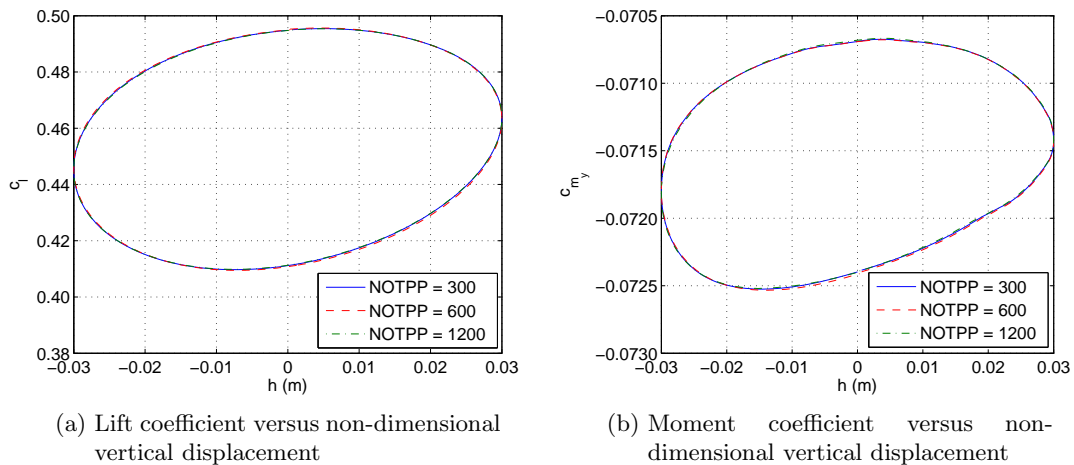 0.50
0.48
0.46
0.44
0.42
0.40
0.38
c_l
−0.03 −0.02 −0.01 0 0.01 0.02 0.03
h (m)
NOTPP = 300
NOTPP = 600
NOTPP = 1200
(a) Lift coefficient versus non-dimensional
vertical displacement
−0.0705
−0.0710
−0.0715
−0.0720
−0.0725
−0.0730
c_{m_y}
−0.03 −0.02 −0.01 0 0.01 0.02 0.03
h (m)
NOTPP = 300
NOTPP = 600
NOTPP = 1200
(b) Moment coefficient versus non-
dimensional vertical displacement